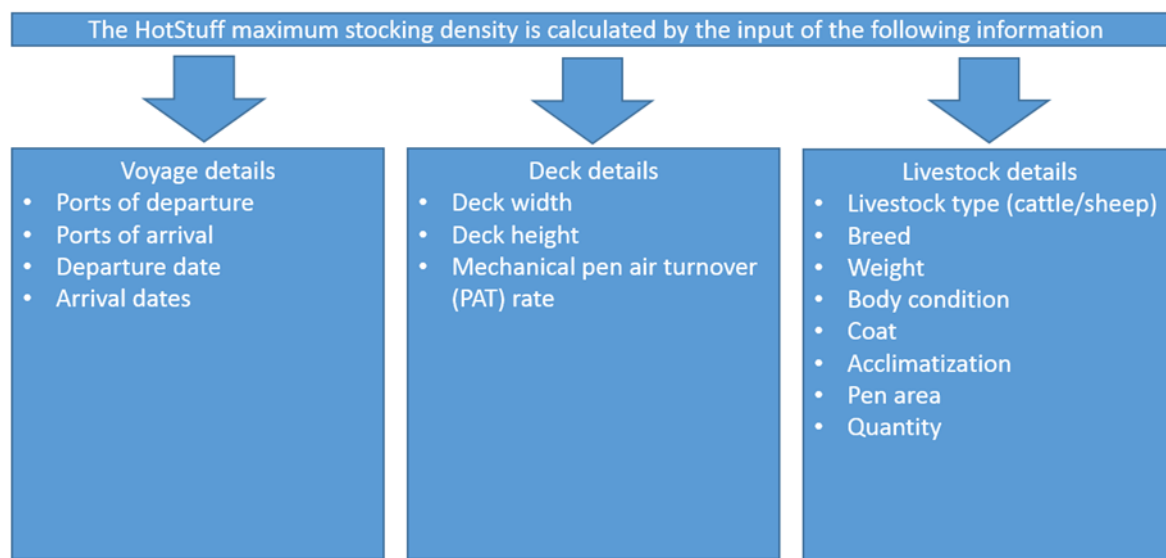 The HotStuff maximum stocking density is calculated by the input of the following information
Voyage details
• Ports of departure
• Ports of arrival
• Departure date
• Arrival dates
Deck details
• Deck width
• Deck height
• Mechanical pen air turnover
(PAT) rate
Livestock details
• Livestock type (cattle/sheep)
• Breed
• Weight
• Body condition
• Coat
• Acclimatization
• Pen area
• Quantity